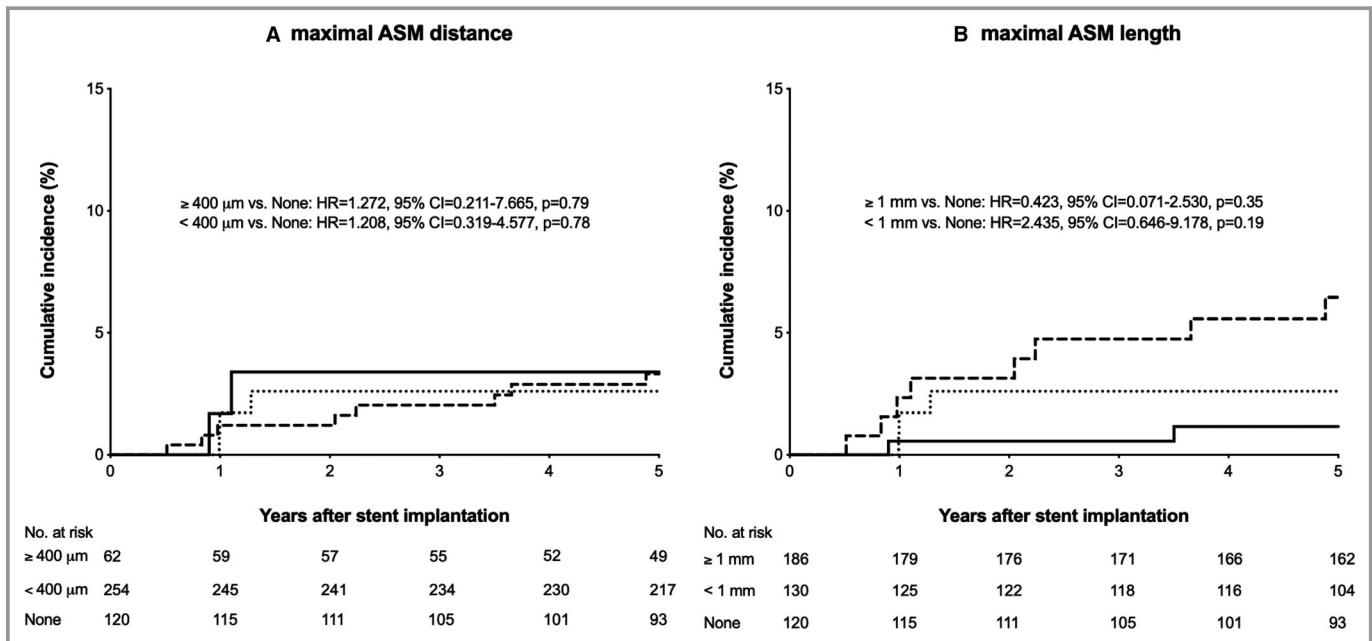 A maximal ASM distance
15
10
5
0
Cumulative incidence (%)
≥ 400 µm vs. None: HR=1.272, 95% CI=0.211-7.665, p=0.79
< 400 µm vs. None: HR=1.208, 95% CI=0.319-4.577, p=0.78
0 1 2 3 4 5
B maximal ASM length
15
10
5
0
Cumulative incidence (%)
≥ 1 mm vs. None: HR=0.423, 95% CI=0.071-2.530, p=0.35
< 1 mm vs. None: HR=2.435, 95% CI=0.646-9.178, p=0.19
0 1 2 3 4 5
Years after stent implantation
No. at risk
≥ 400 µm 62 59 57 55 52 49
< 400 µm 254 245 241 234 230 217
None 120 115 111 105 101 93
Years after stent implantation
No. at risk
≥ 1 mm 186 179 176 171 166 162
< 1 mm 130 125 122 118 116 104
None 120 115 111 105 101 93